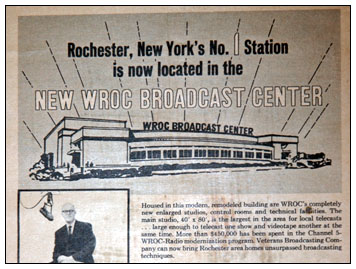 Rochester, New York's No. 1 Station
is now located in the
NEW WROC BROADCAST CENTER
WROC BROADCAST CENTER
Housed in this modern, remodeled building are WROC's completely
new enlarged studios, control rooms and technical facilities. The
main studio, 40' x 80', is the largest in the area for local telecasts
. . . large enough to telecast one show and videotape another at the
same time. More than $430,000 has been spent in the Channel 5-
WROC-Radio modernization program. Veterans Broadcasting Com-
pany can now bring Rochester area homes unsurpassed broadcasting
techniques.